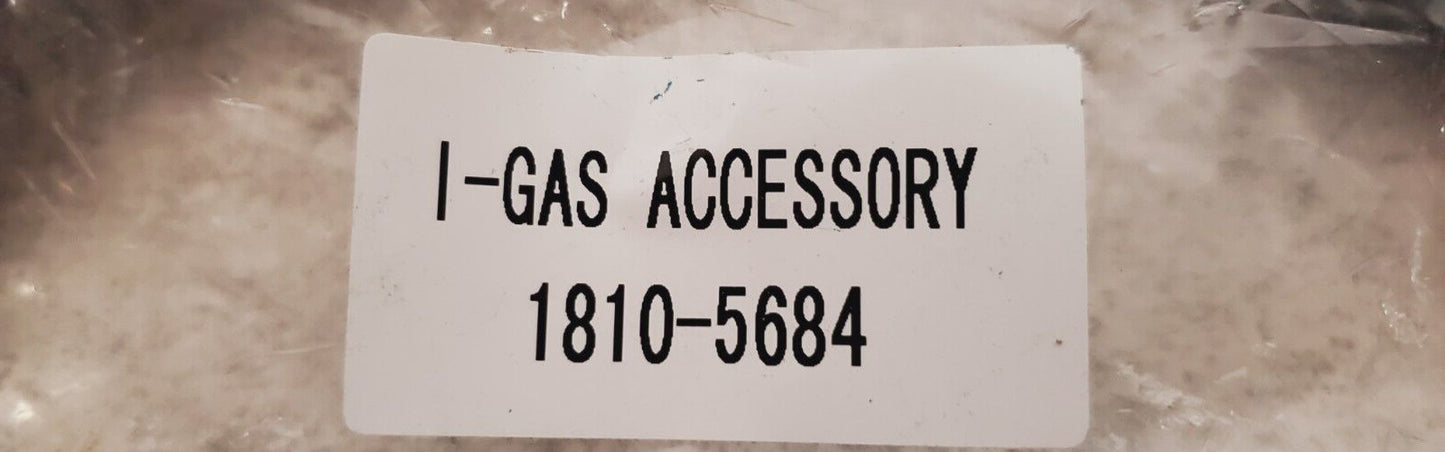 I-GAS ACCESSORY
1810-5684